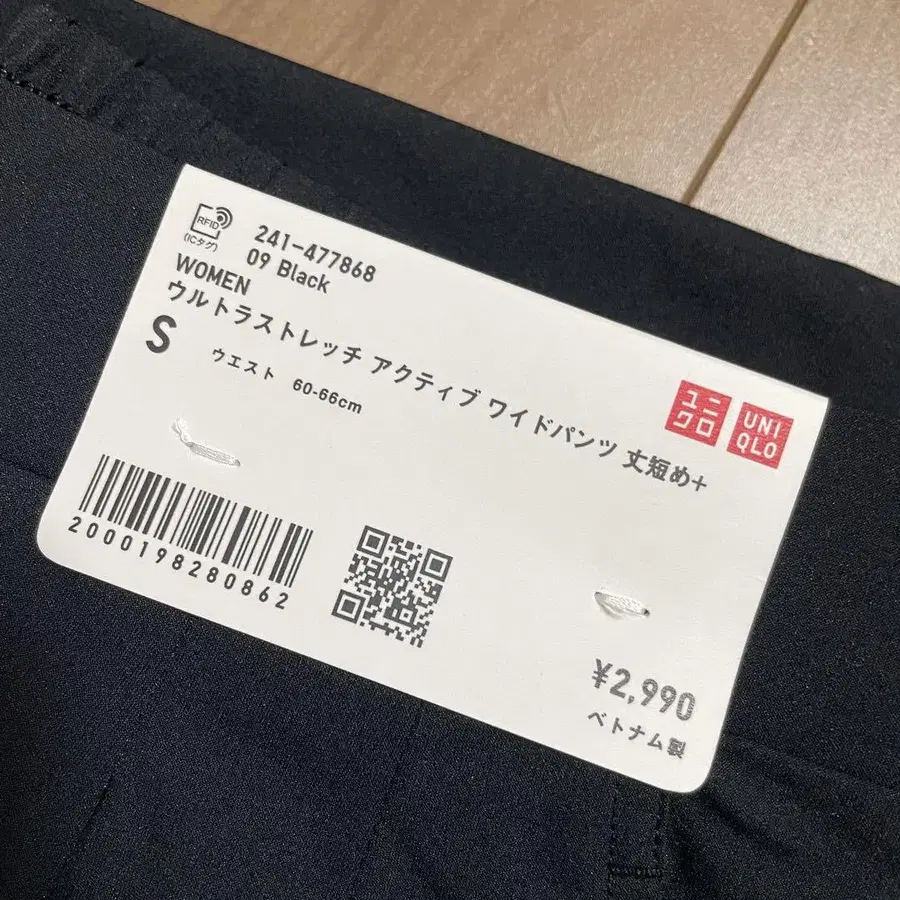 RFID
(ICタグ)
241-477868
09 Black
WOMEN
ウルトラストレッチ アクティブ ワイドパンツ 丈短め+
S
ウエスト 60-66cm
ユニ
クロ
UNI
QLO
2000198280862
¥2,990
ベトナム製